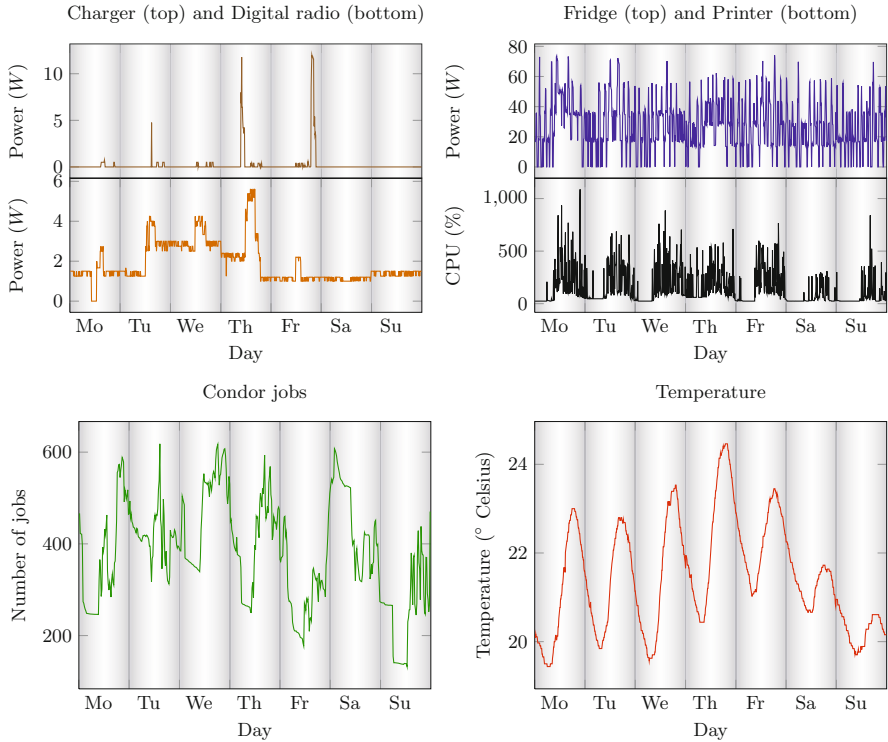 Charger (top) and Digital radio (bottom)
Power (W)
10
5
0
6
Power (W)
4
2
0
Mo Tu We Th Fr Sa Su
Day
Fridge (top) and Printer (bottom)
Power (W)
80
60
40
20
0
CPU (%)
1,000
500
0
Mo Tu We Th Fr Sa Su
Day
Condor jobs
Number of jobs
600
400
200
Mo Tu We Th Fr Sa Su
Day
Temperature
Temperature (° Celsius)
24
22
20
Mo Tu We Th Fr Sa Su
Day